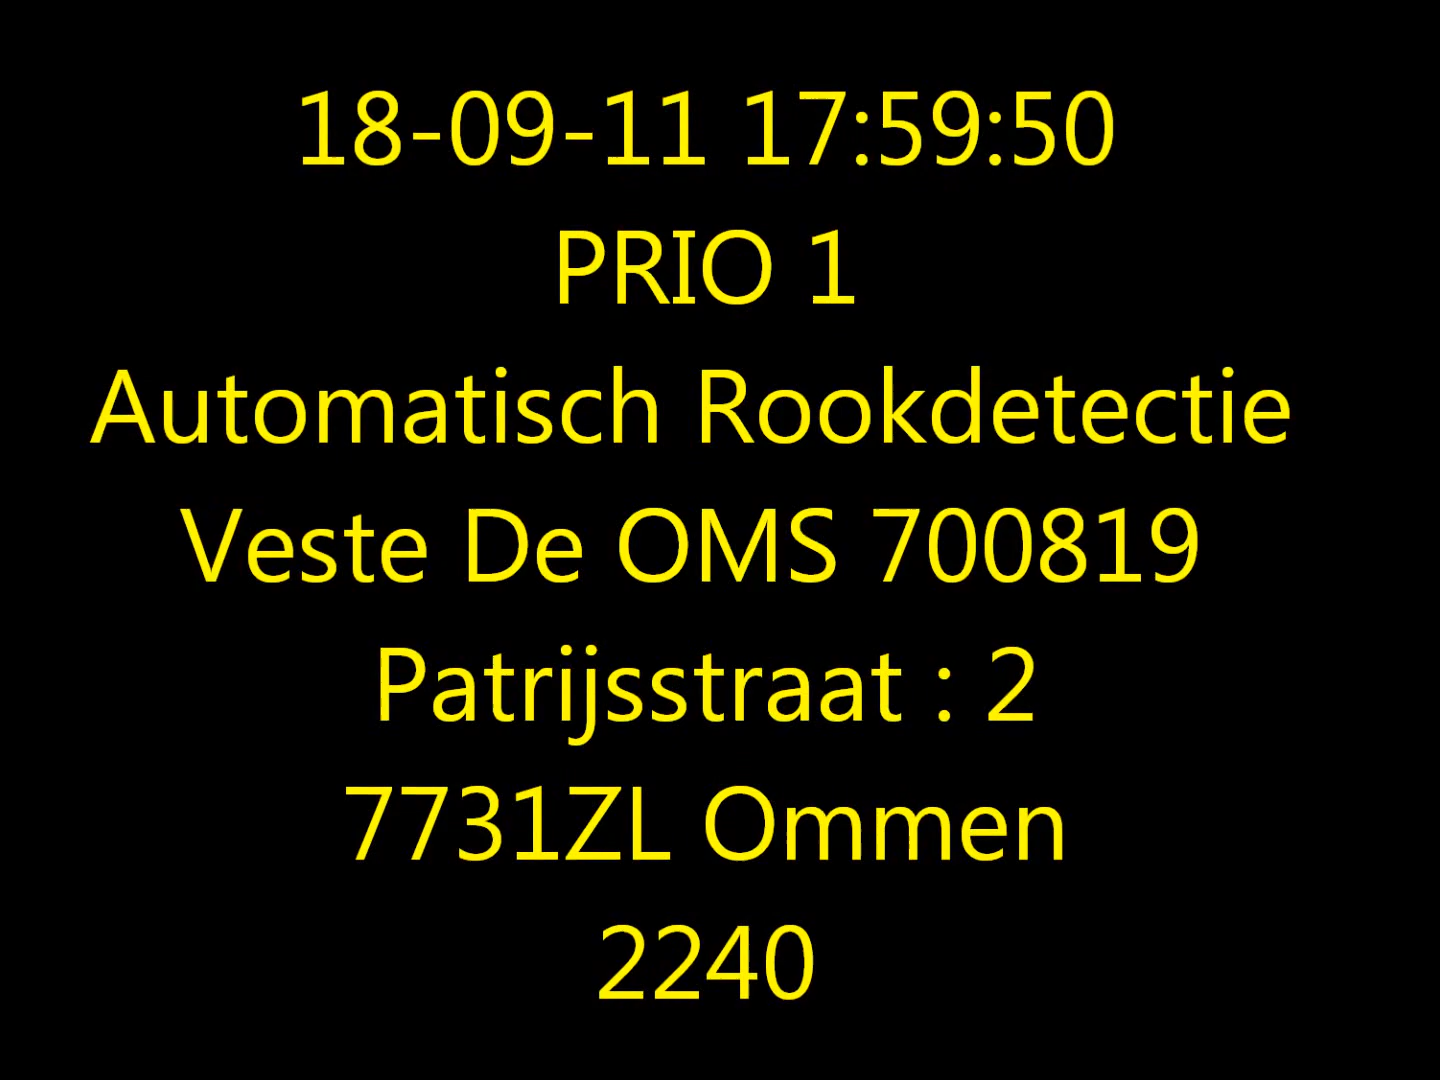 18-09-11 17:59:50
PRIO 1
Automatisch Rookdetectie
Veste De OMS 700819
Patrijsstraat : 2
7731ZL Ommen
2240